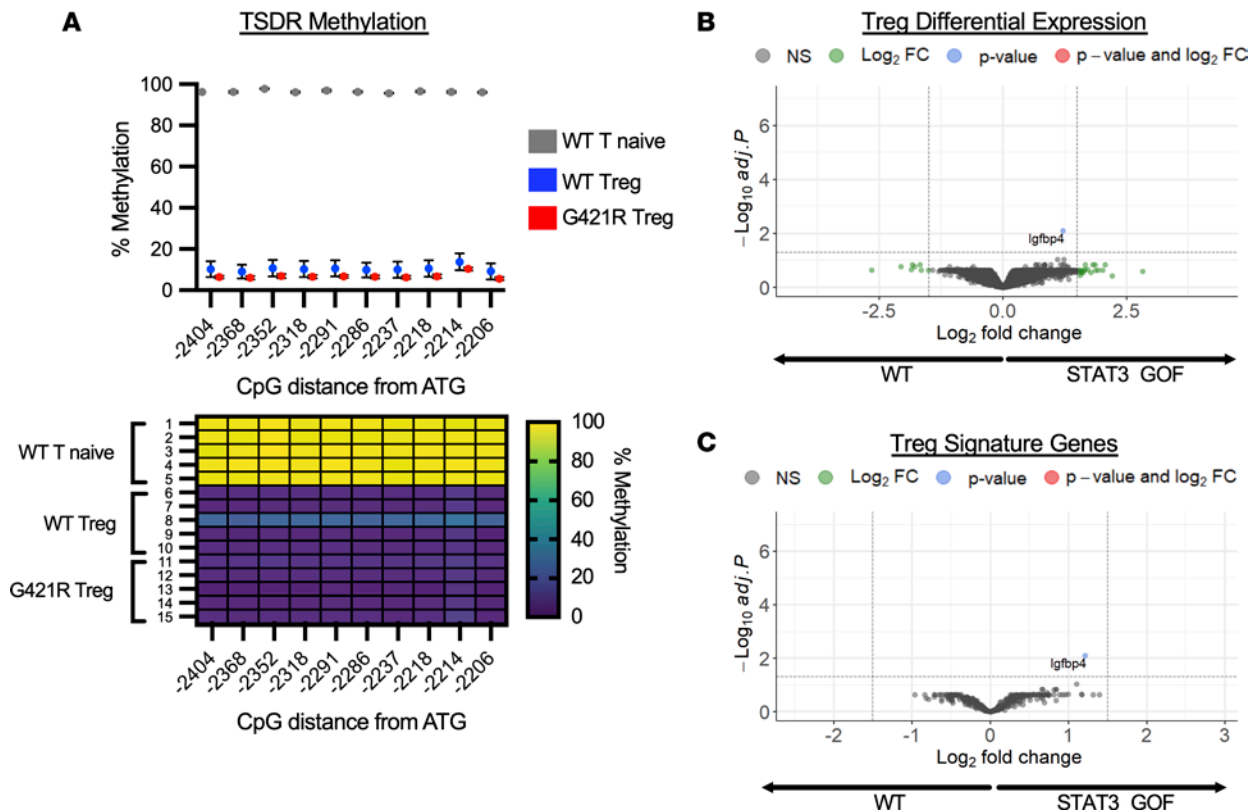 A
TSDR Methylation
100
80
60
40
20
0
% Methylation
WT T naive
WT Treg
G421R Treg
-2404
-2368
-2352
-2318
-2291
-2286
-2237
-2218
-2214
-2206
CpG distance from ATG
WT T naive
WT Treg
G421R Treg
1
2
3
4
5
6
7
8
9
10
11
12
13
14
15
100
80
60
40
20
0
% Methylation
-2404
-2368
-2352
-2318
-2291
-2286
-2237
-2218
-2214
-2206
CpG distance from ATG
B
Treg Differential Expression
NS Log2 FC p-value p – value and log2 FC
6
4
2
0
– Log10 adj.P
Igfbp4
-2.5 0.0 2.5
Log2 fold change
WT STAT3 GOF
C
Treg Signature Genes
NS Log2 FC p-value p – value and log2 FC
6
4
2
0
– Log10 adj.P
Igfbp4
-2 -1 0 1 2 3
Log2 fold change
WT STAT3 GOF